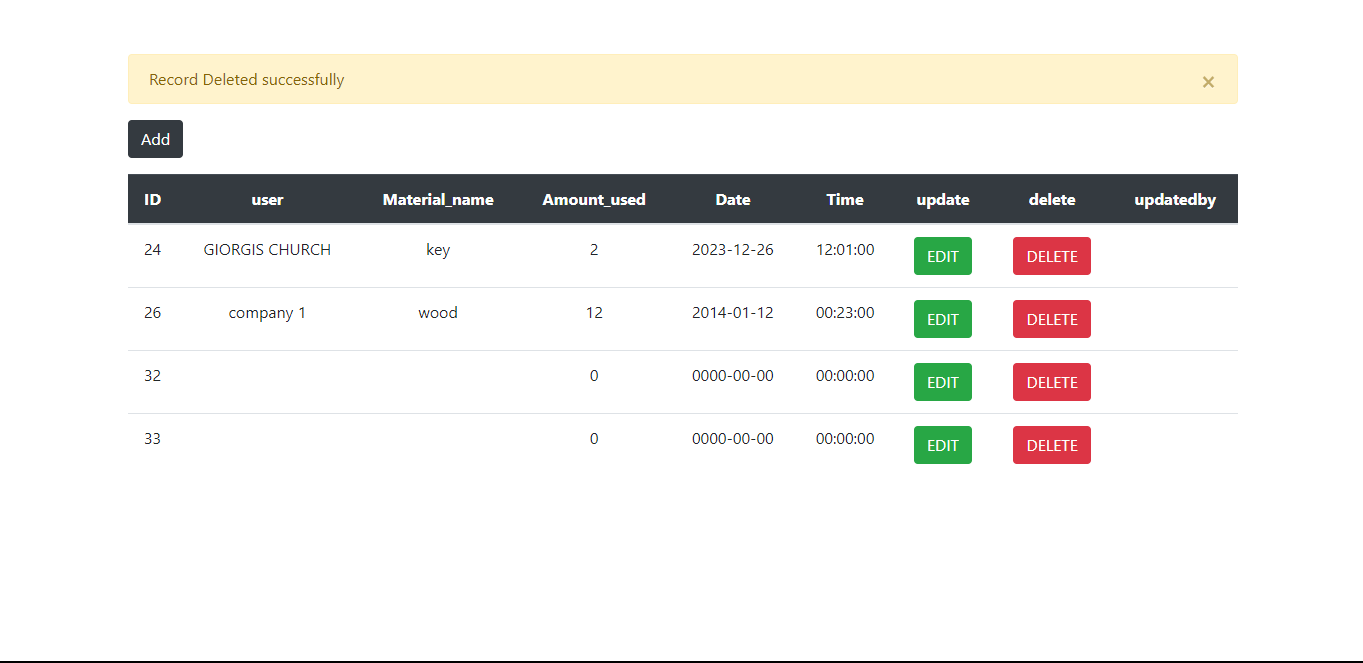 Record Deleted successfully ×
Add
ID user Material_name Amount_used Date Time update delete updatedby
24 GIORGIS CHURCH key 2 2023-12-26 12:01:00 EDIT DELETE
26 company 1 wood 12 2014-01-12 00:23:00 EDIT DELETE
32 0 0000-00-00 00:00:00 EDIT DELETE
33 0 0000-00-00 00:00:00 EDIT DELETE